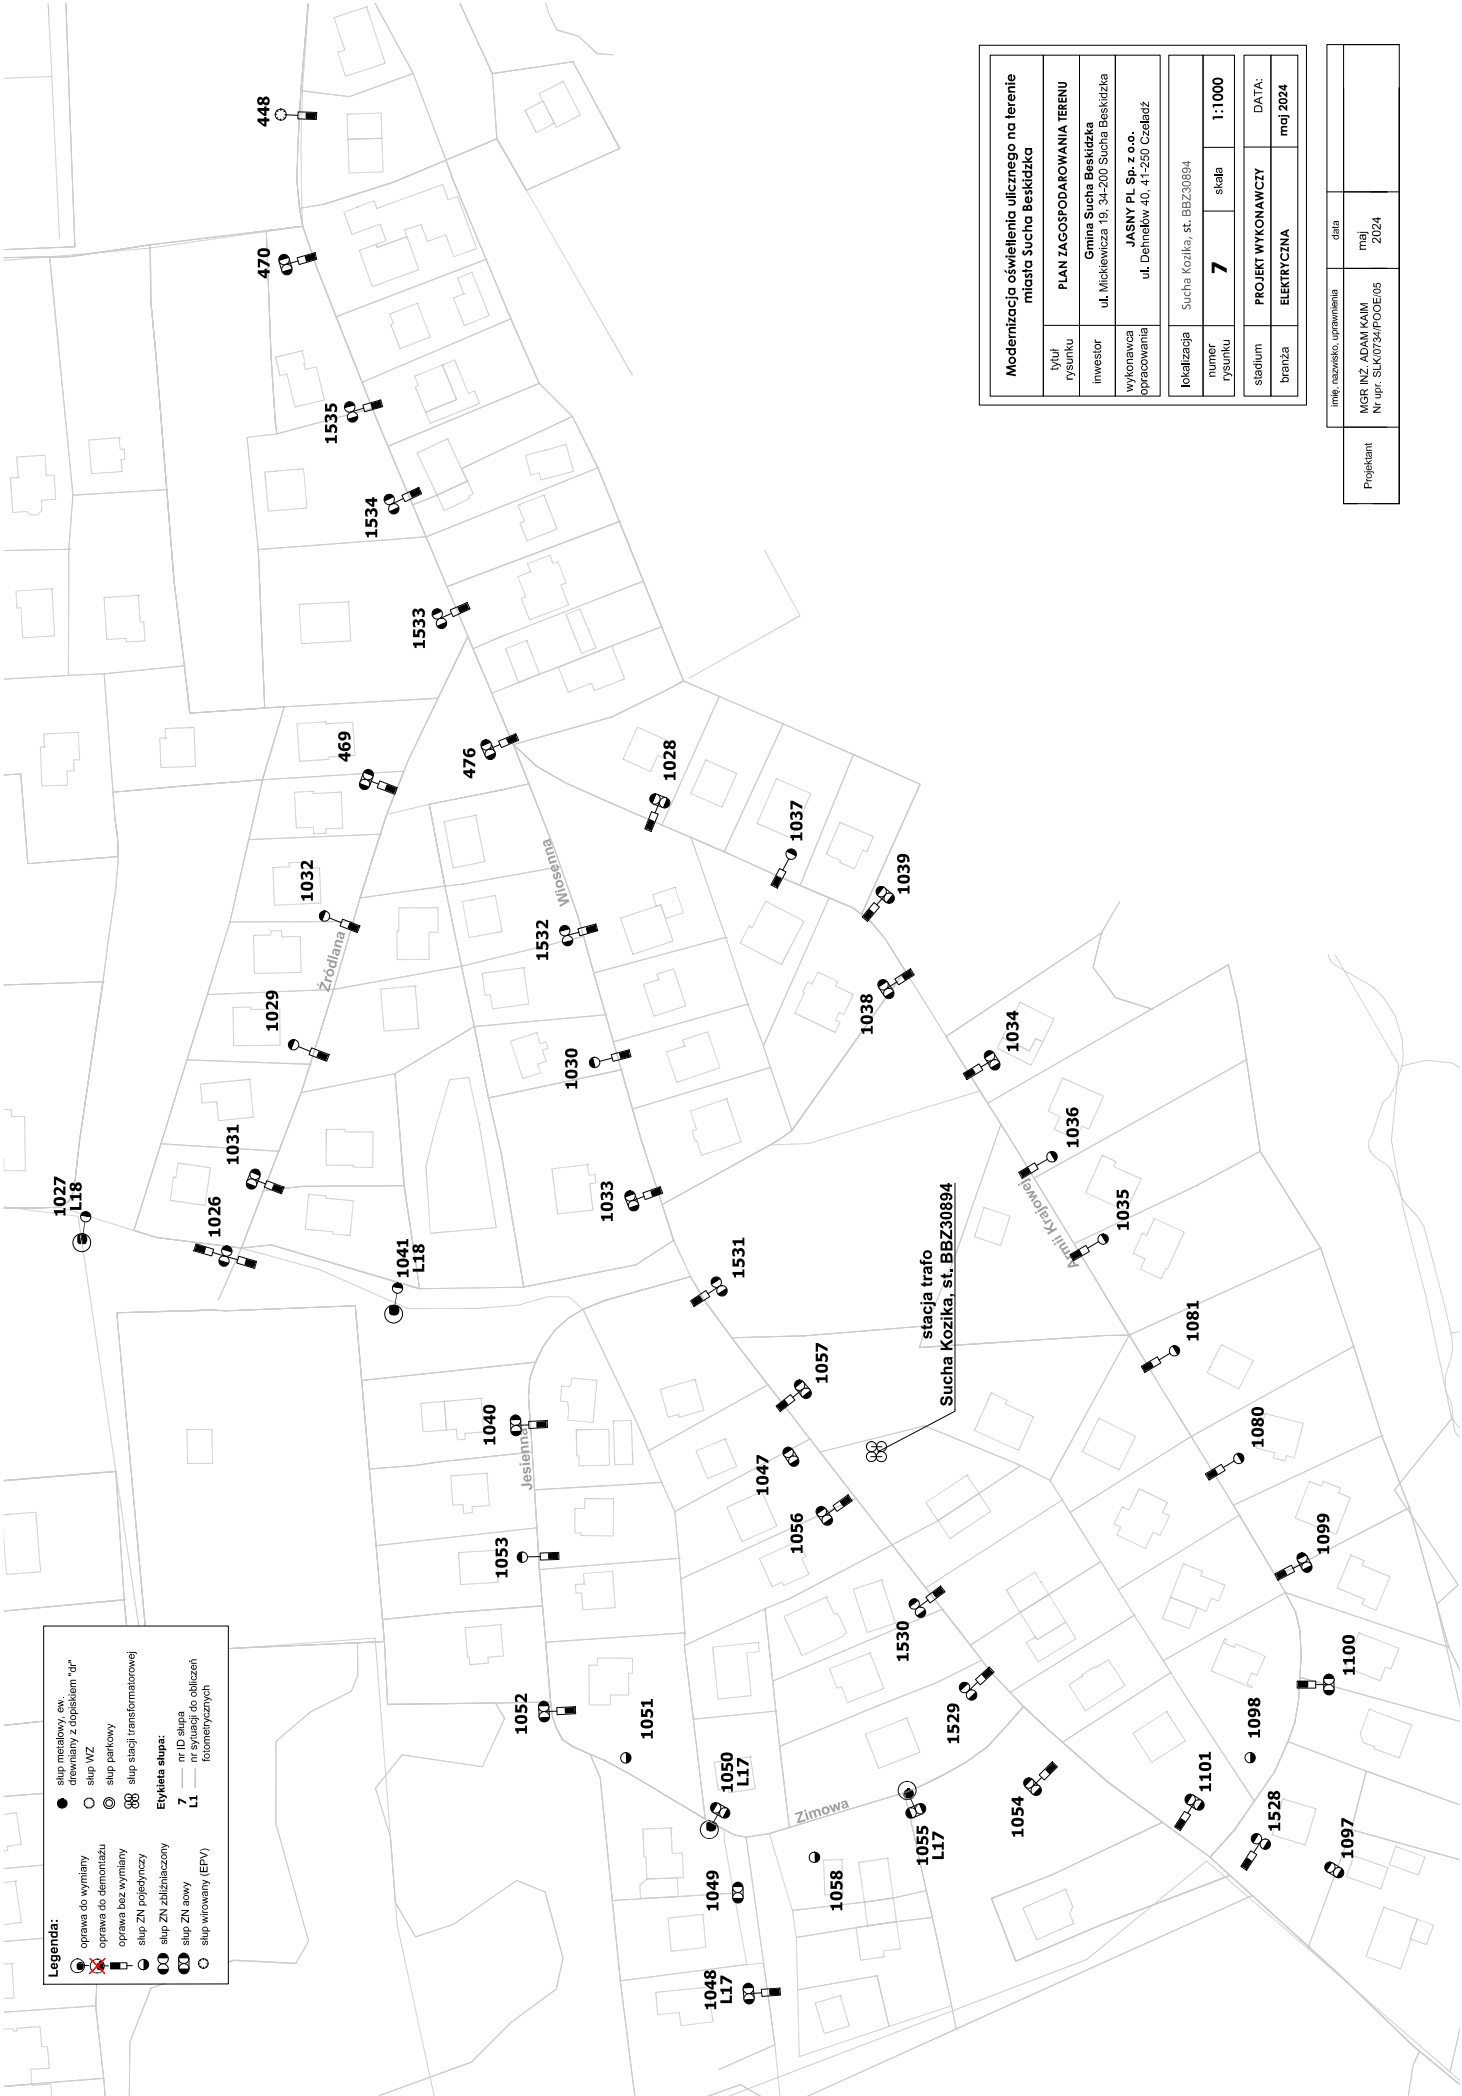 Legenda:
oprawa do wymiany
oprawa do demontażu
oprawa bez wymiany
słup ZN pojedynczy
słup ZN zbliźniaczony
słup ZN aowy
słup wirowany (EPV)
słup metalowy, ew.
drewniany z dopiskiem "dr"
słup WZ
słup parkowy
słup stacji transformatorowej
Etykieta słupa:
7 nr ID słupa
L1 nr sytuacji do obliczeń
fotometrycznych
1027
L18
1026
1031
1029
1032
469
470
448
1535
1534
1533
476
1041
L18
1040
Jesienna
1053
1052
1051
1050
L17
1049
1048
L17
1058
Zimowa
1055
L17
Źródlana
Wiosenna
1532
1030
1033
1531
1057
1047
1056
1530
1529
1054
1028
1037
1039
1038
1034
1036
Armii Krajowej
1035
1081
1080
1099
1100
1098
1101
1528
1097
stacja trafo
Sucha Kozika, st. BBZ30894
Modernizacja oświetlenia ulicznego na terenie
miasta Sucha Beskidzka
tytuł
rysunku
PLAN ZAGOSPODAROWANIA TERENU
inwestor
Gmina Sucha Beskidzka
ul. Mickiewicza 19, 34-200 Sucha Beskidzka
wykonawca
opracowania
JASNY PL Sp. z o.o.
ul. Dehnelów 40, 41-250 Czeladź
lokalizacja
Sucha Kozika, st. BBZ30894
numer
rysunku
7
skala
1:1000
stadium
PROJEKT WYKONAWCZY
DATA:
branża
ELEKTRYCZNA
maj 2024
imię, nazwisko, uprawnienia
data
Projektant
MGR INŻ. ADAM KAIM
Nr upr. SLK/0734/POOE/05
maj
2024